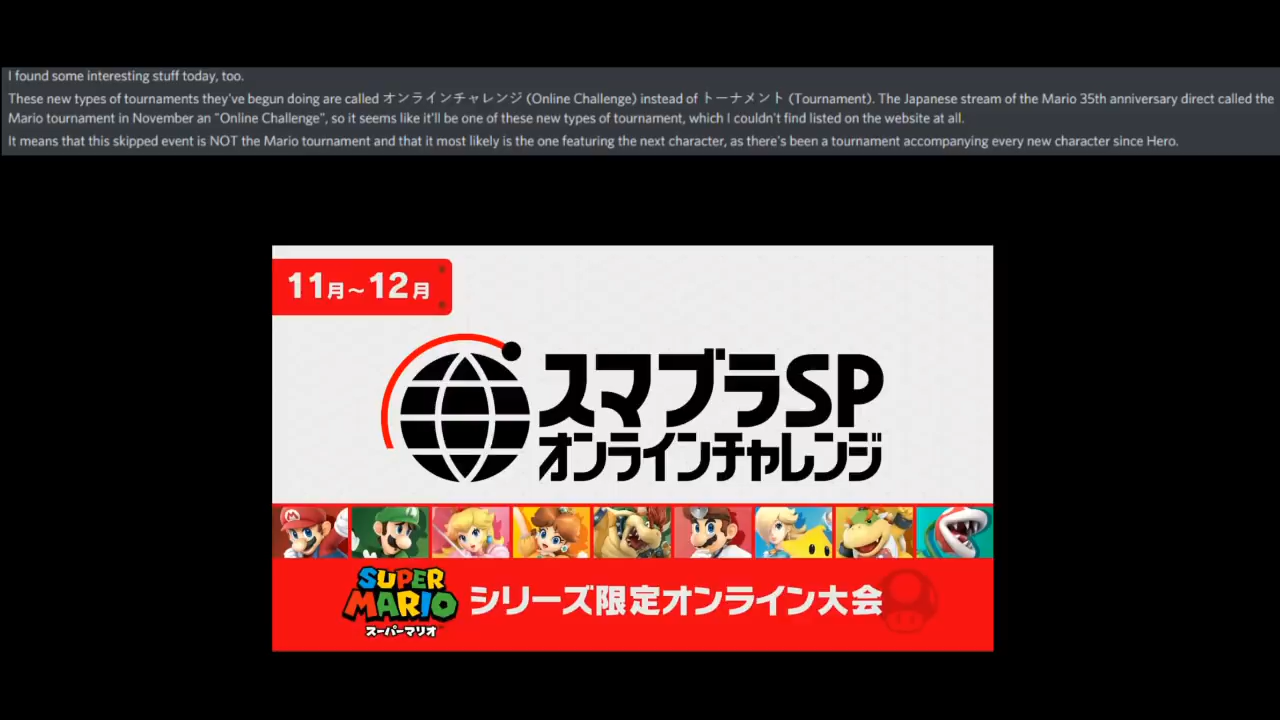 I found some interesting stuff today, too.
These new types of tournaments they've begun doing are called オンラインチャレンジ (Online Challenge) instead of トーナメント (Tournament). The Japanese stream of the Mario 35th anniversary direct called the
Mario tournament in November an "Online Challenge", so it seems like it'll be one of these new types of tournament, which I couldn't find listed on the website at all.
It means that this skipped event is NOT the Mario tournament and that it most likely is the one featuring the next character, as there's been a tournament accompanying every new character since Hero.
11月~12月
スマブラSP
オンラインチャレンジ
SUPER
MARIO
スーパーマリオ
シリーズ限定オンライン大会